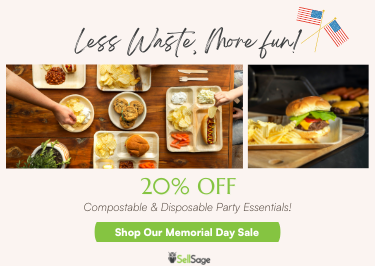 Less Waste, More fun!
20% OFF
Compostable & Disposable Party Essentials!
Shop Our Memorial Day Sale
SellSage